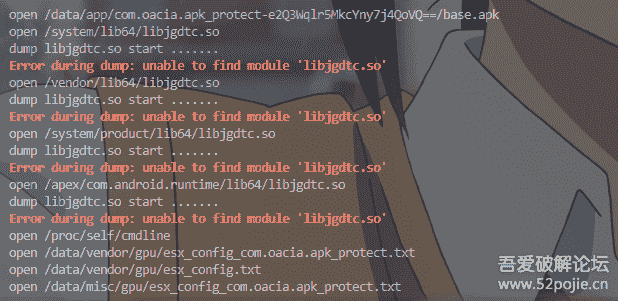 open /data/app/com.oacia.apk_protect-e2Q3Wqlr5MkcYny7j4QoVQ==/base.apk
open /system/lib64/libjgdtc.so
dump libjgdtc.so start .......
Error during dump: unable to find module 'libjgdtc.so'
open /vendor/lib64/libjgdtc.so
dump libjgdtc.so start .......
Error during dump: unable to find module 'libjgdtc.so'
open /system/product/lib64/libjgdtc.so
dump libjgdtc.so start .......
Error during dump: unable to find module 'libjgdtc.so'
open /apex/com.android.runtime/lib64/libjgdtc.so
dump libjgdtc.so start .......
Error during dump: unable to find module 'libjgdtc.so'
open /proc/self/cmdline
open /data/vendor/gpu/esx_config_com.oacia.apk_protect.txt
open /data/vendor/gpu/esx_config.txt
open /data/misc/gpu/esx_config_com.oacia.apk_protect.txt
吾爱破解论坛
www.52pojie.cn